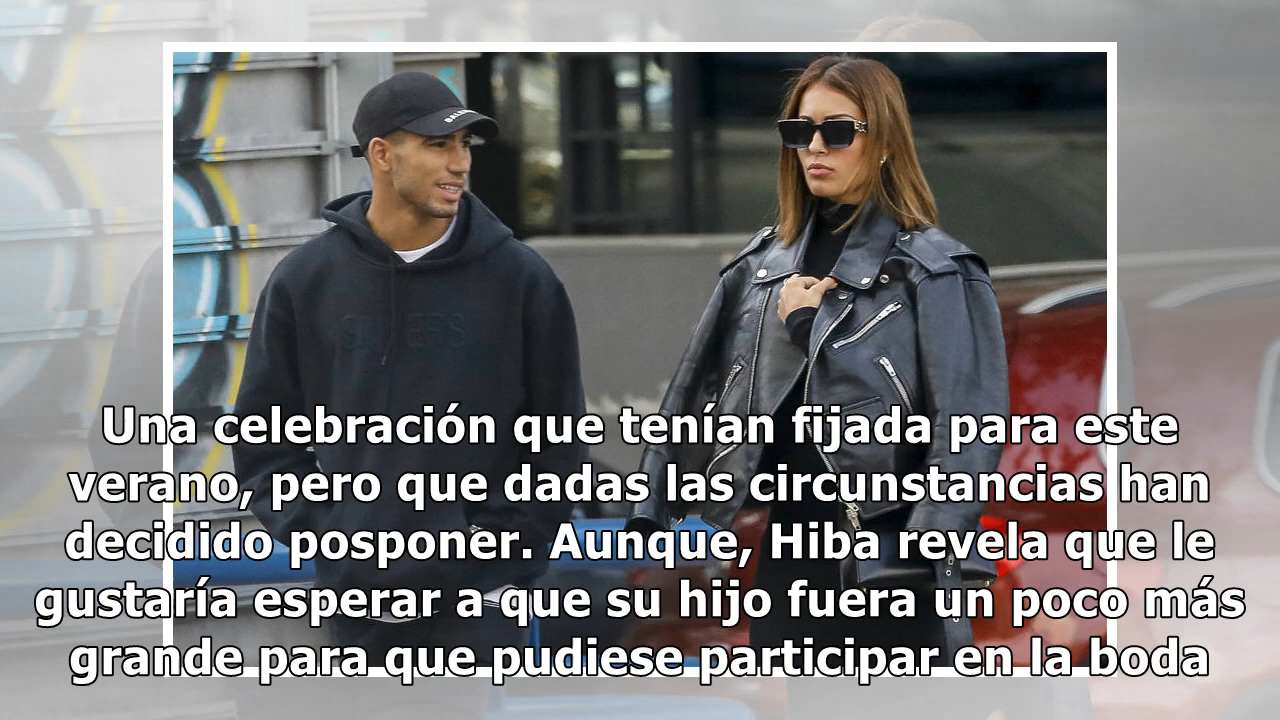 Una celebración que tenían fijada para este
verano, pero que dadas las circunstancias han
decidido posponer. Aunque, Hiba revela que le
gustaría esperar a que su hijo fuera un poco más
grande para que pudiese participar en la boda